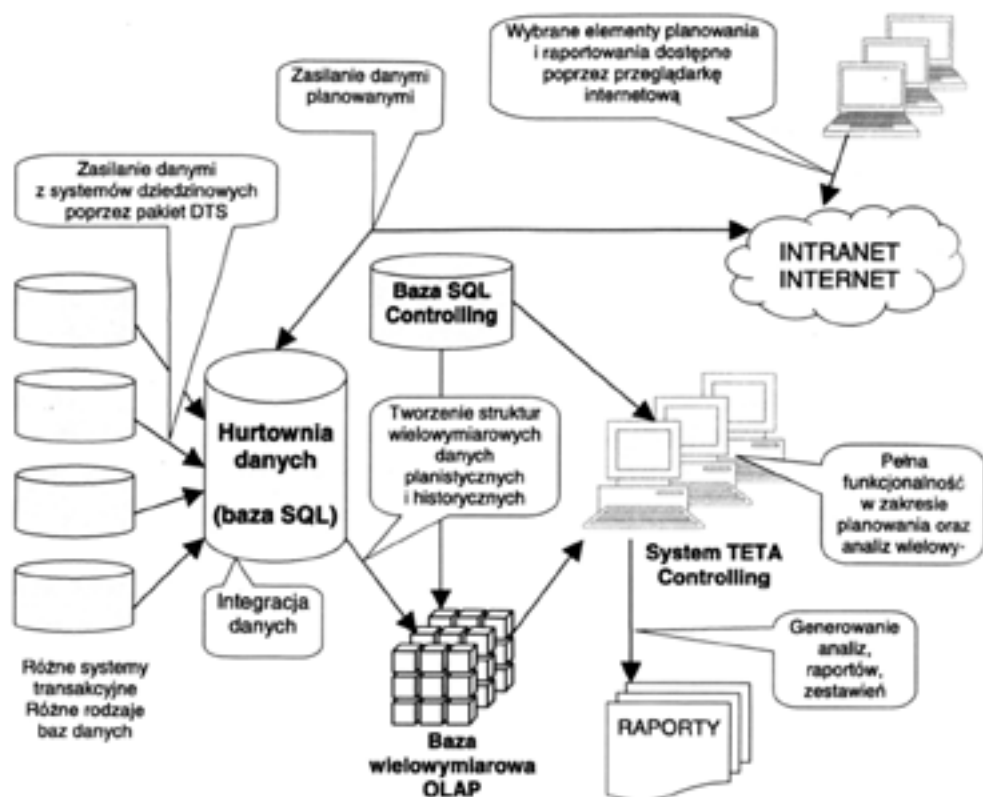 Wybrane elementy planowania
i raportowania dostępne
poprzez przeglądarkę
internetową
Zasilanie danymi
planowanymi
Zasilanie danymi
z systemów dziedzinowych
poprzez pakiet DTS
INTRANET
INTERNET
Baza SQL
Controlling
Hurtownia
danych
(baza SQL)
Tworzenie struktur
wielowymiarowych
danych
planistycznych
i historycznych
Pełna
funkcjonalność
w zakresie
planowania oraz
analiz wielowy-
System TETA
Controlling
Integracja
danych
Generowanie
analiz,
raportów,
zestawień
Różne systemy
transakcyjne
Różne rodzaje
baz danych
RAPORTY
Baza
wielowymiarowa
OLAP